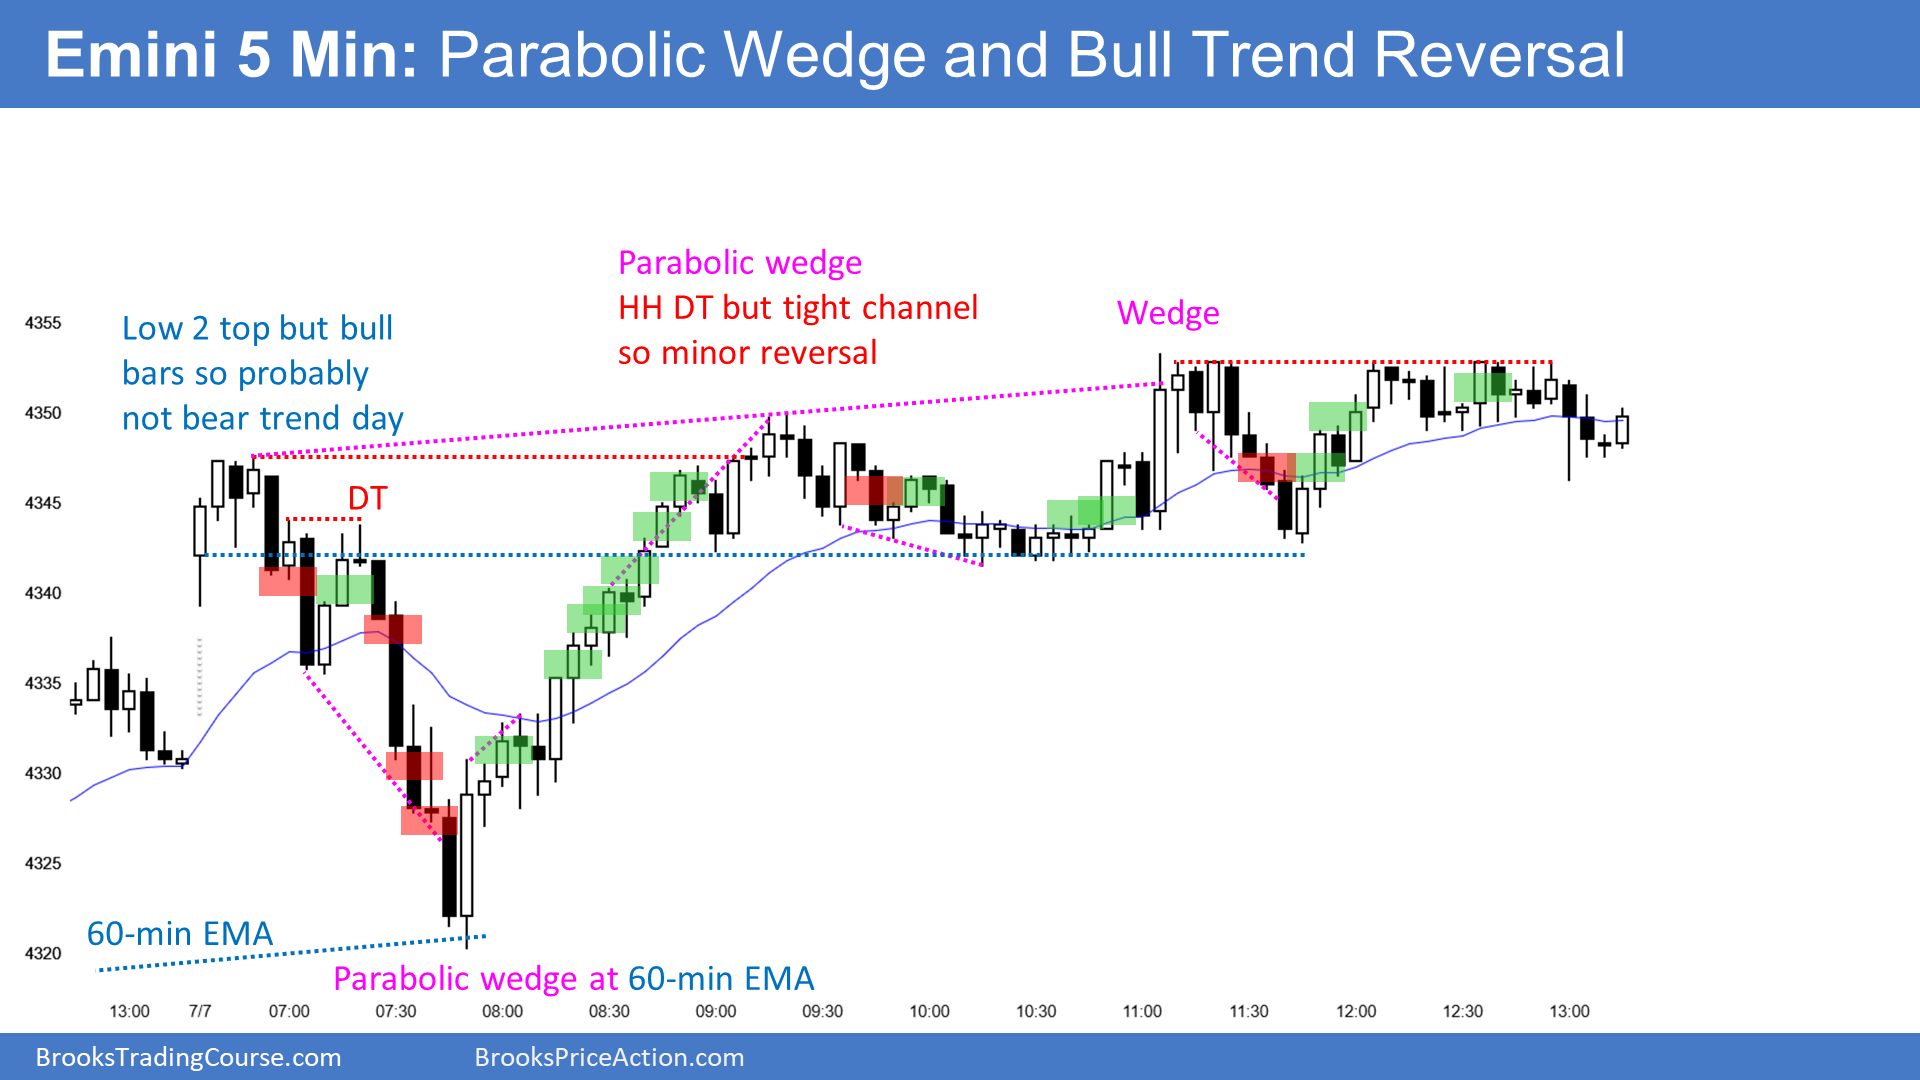 Emini 5 Min: Parabolic Wedge and Bull Trend Reversal
Parabolic wedge
HH DT but tight channel
so minor reversal
Wedge
Low 2 top but bull
bars so probably
not bear trend day
DT
4355
4350
4345
4340
4335
4330
4325
4320
60-min EMA
Parabolic wedge at 60-min EMA
13:00 7/7 07:00 07:30 08:00 08:30 09:00 09:30 10:00 10:30 11:00 11:30 12:00 12:30 13:00
BrooksTradingCourse.com BrooksPriceAction.com